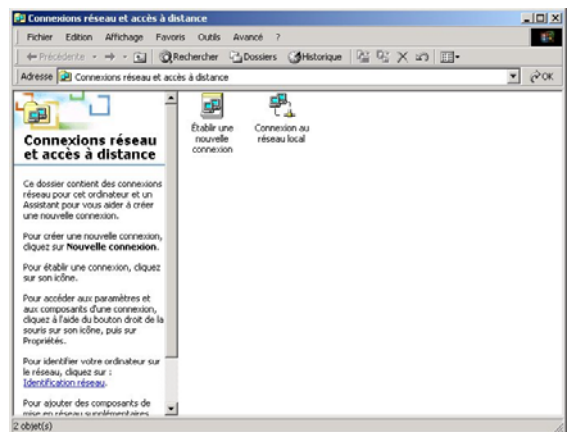 Connexions réseau et accès à distance
Fichier Edition Affichage Favoris Outils Avancé ?
Précédente Rechercher Dossiers Historique
Adresse Connexions réseau et accès à distance OK
Connexions réseau
et accès à distance
Ce dossier contient des connexions
réseau pour cet ordinateur et un
Assistant pour vous aider à créer
une nouvelle connexion.
Pour créer une nouvelle connexion,
cliquez sur Nouvelle connexion.
Pour établir une connexion, cliquez
sur son icône.
Pour accéder aux paramètres et
aux composants d'une connexion,
cliquez à l'aide du bouton droit de la
souris sur son icône, puis sur
Propriétés.
Pour identifier votre ordinateur sur
le réseau, cliquez sur :
Identification réseau.
Pour ajouter des composants de
mise en réseau supplémentaires
Établir une
nouvelle
connexion
Connexion au
réseau local
2 objet(s)